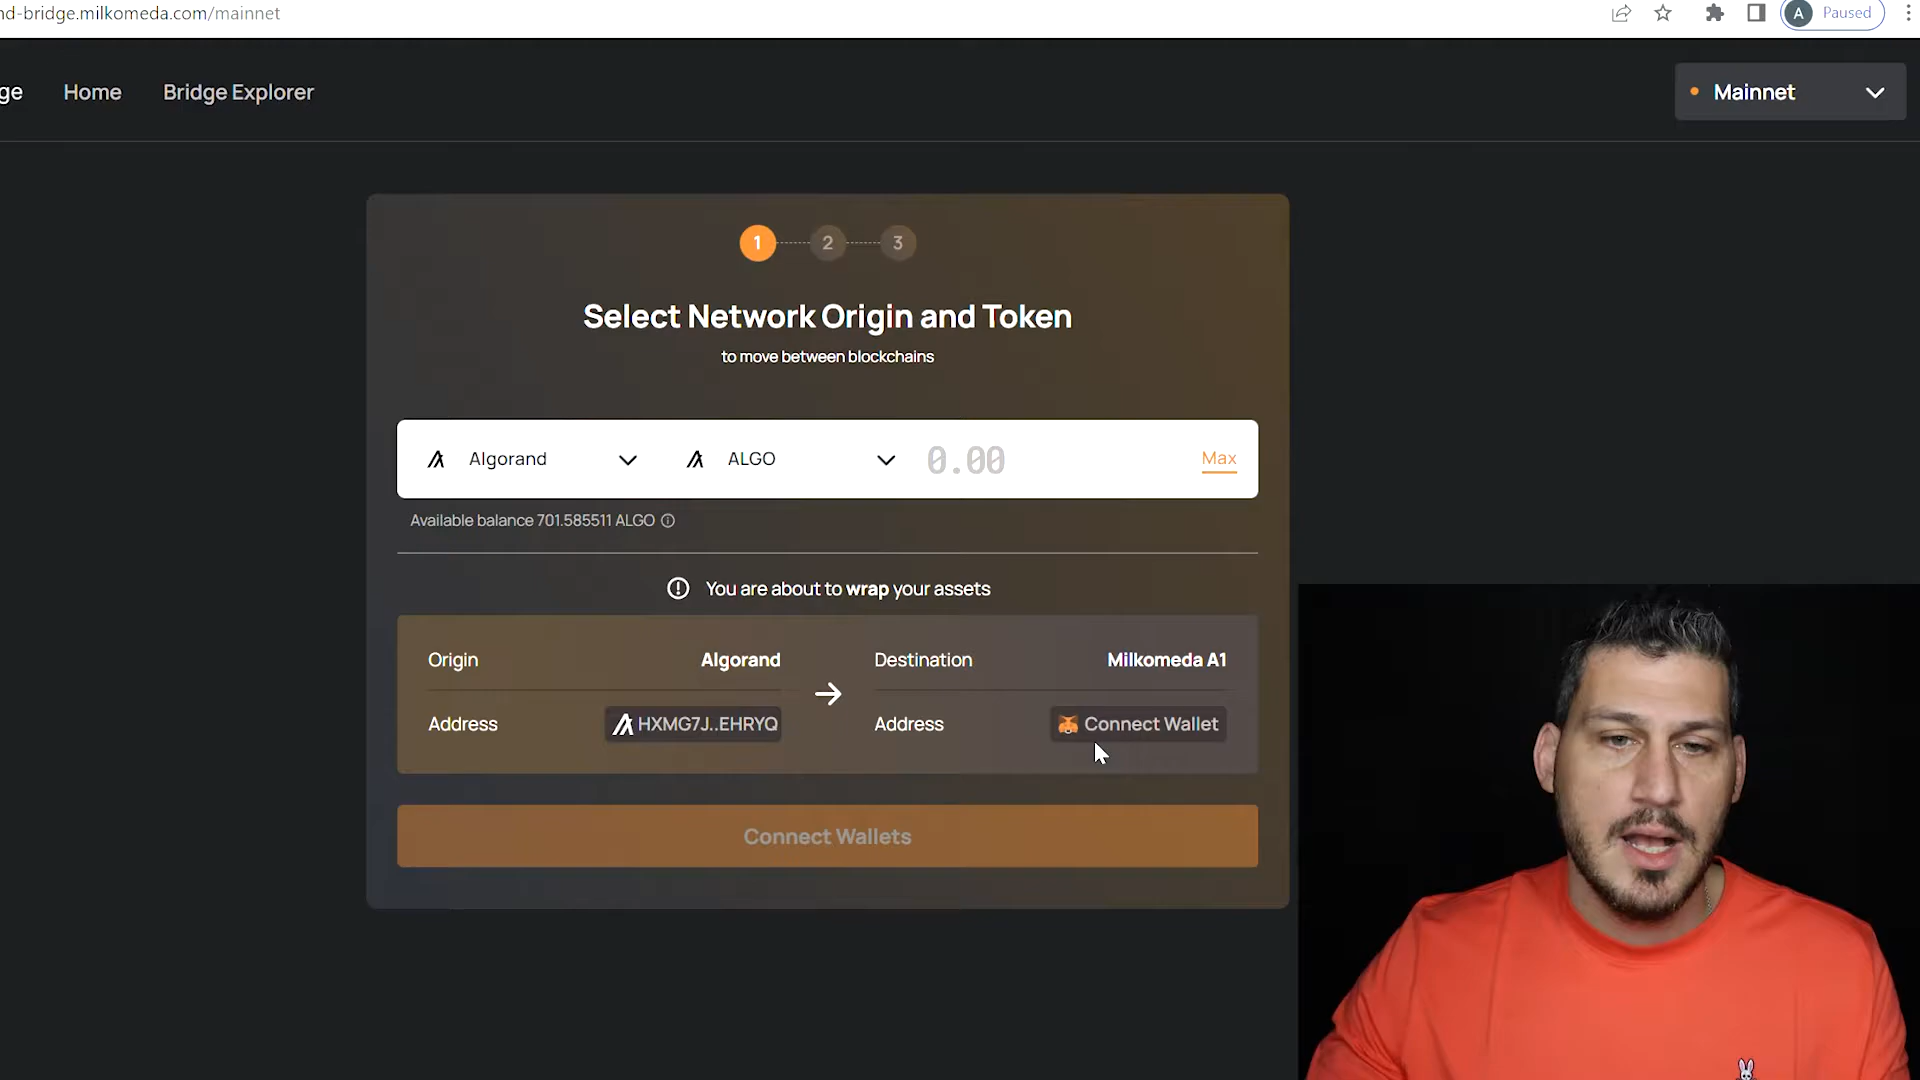 nd-bridge.milkomeda.com/mainnet
A Paused
ge Home Bridge Explorer
Mainnet
1 2 3
Select Network Origin and Token
to move between blockchains
Algorand ALGO 0.00 Max
Available balance 701.585511 ALGO
You are about to wrap your assets
Origin Algorand
Destination Milkomeda A1
Address HXMG7J..EHRYQ
Address Connect Wallet
Connect Wallets